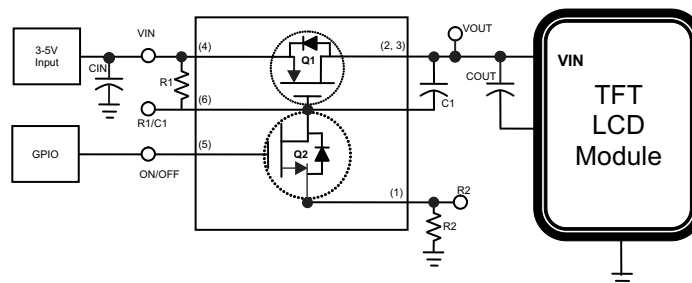 3-5V
Input
VIN
CIN
R1
(4)
Q1
(2, 3)
VOUT
C1
COUT
VIN
TFT
LCD
Module
(6)
R1/C1
GPIO
(5)
ON/OFF
Q2
(1)
R2
R2